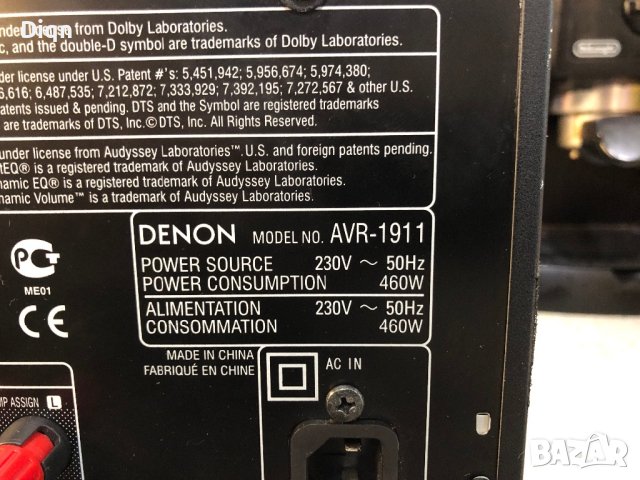 Diqn
under license from Dolby Laboratories.
c, and the double-D symbol are trademarks of Dolby Laboratories.
der license under U.S. Patent #'s: 5,451,942; 5,956,674; 5,974,380;
,616; 6,487,535; 7,212,872; 7,333,929; 7,392,195; 7,272,567 & other U.S.
atents issued & pending. DTS and the Symbol are registered trademarks
are trademarks of DTS, Inc. © DTS, Inc. All Rights Reserved.
under license from Audyssey Laboratories™. U.S. and foreign patents pending.
tEQ® is a registered trademark of Audyssey Laboratories.
namic EQ® is a registered trademark of Audyssey Laboratories.
namic Volume™ is a trademark of Audyssey Laboratories.
DENON MODEL NO. AVR-1911
POWER SOURCE 230V ~ 50Hz
POWER CONSUMPTION 460W
ALIMENTATION 230V ~ 50Hz
CONSOMMATION 460W
ME01
CE
MADE IN CHINA
FABRIQUÉ EN CHINE
AC IN
MP ASSIGN L
BAZAR